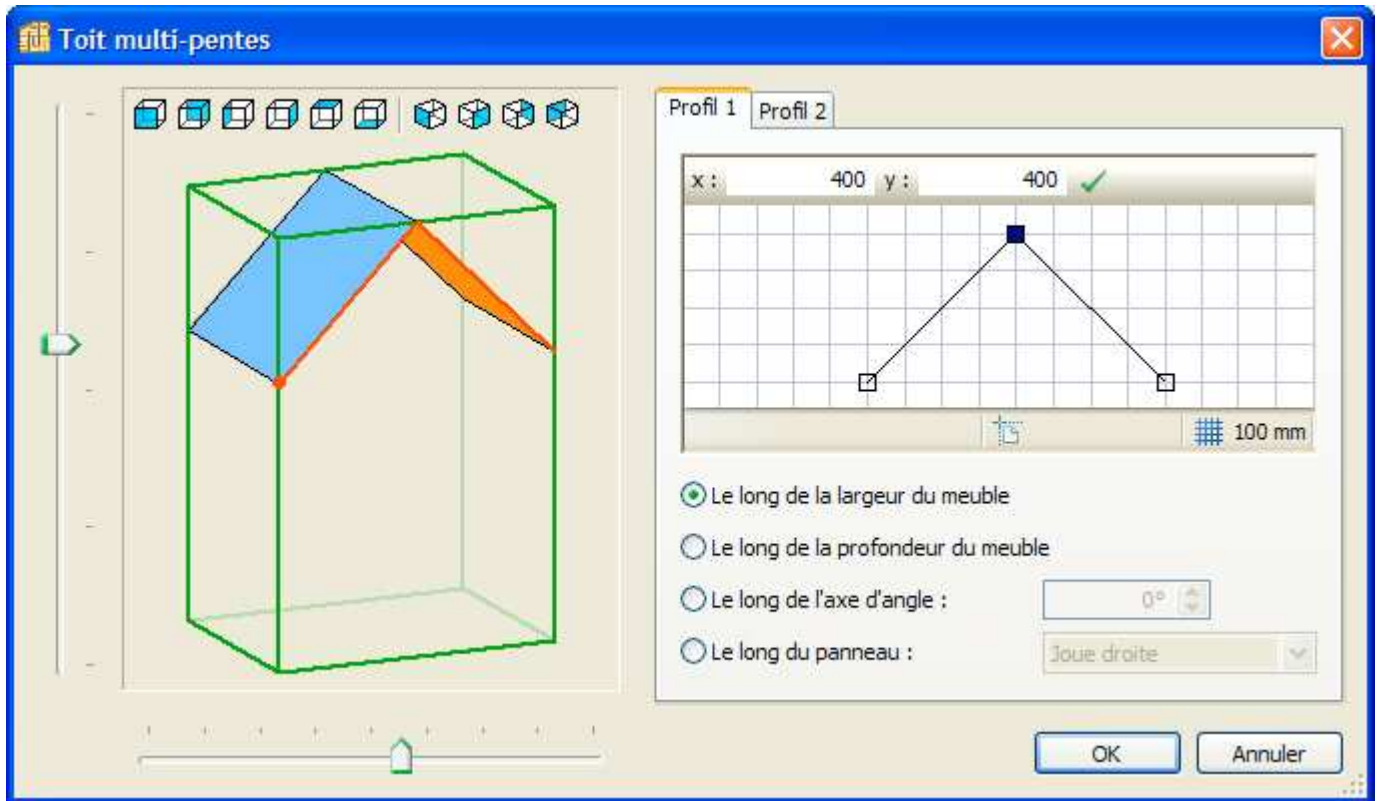 Toit multi-pentes
Profil 1 Profil 2
x : 400 y : 400
100 mm
Le long de la largeur du meuble
Le long de la profondeur du meuble
Le long de l'axe d'angle : 0°
Le long du panneau : Joue droite
OK Annuler